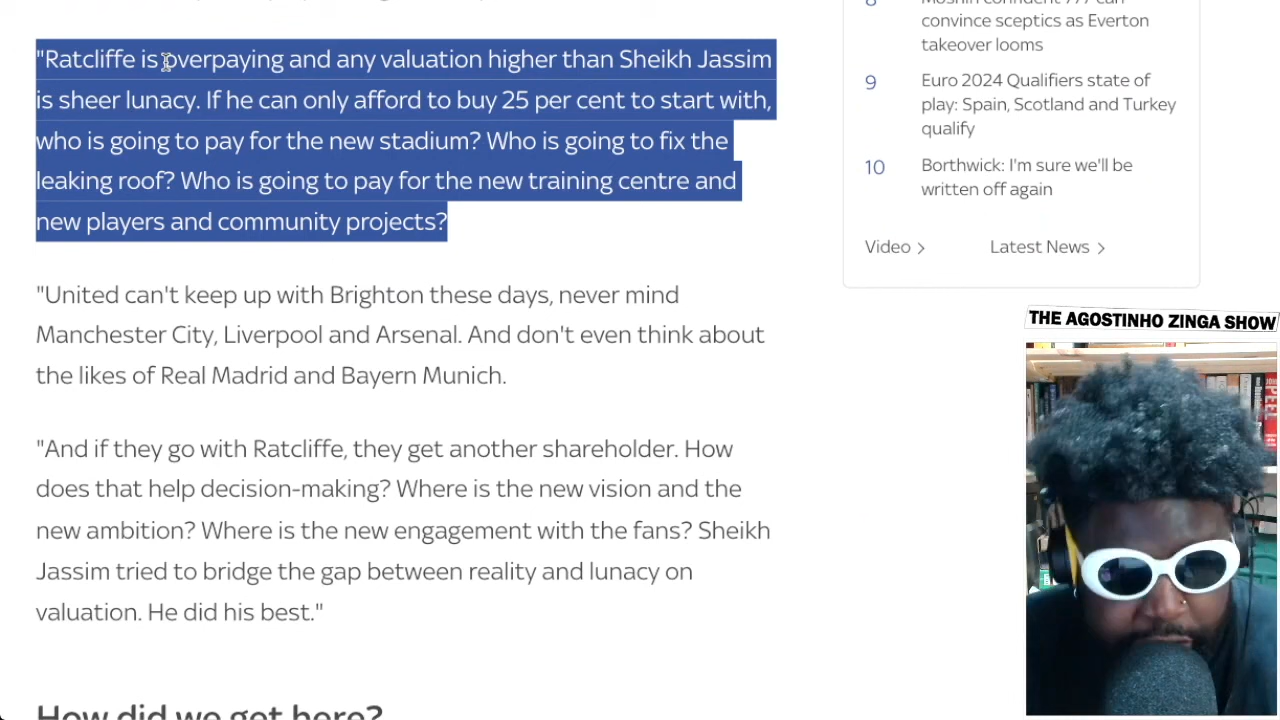 "Ratcliffe is overpaying and any valuation higher than Sheikh Jassim
is sheer lunacy. If he can only afford to buy 25 per cent to start with,
who is going to pay for the new stadium? Who is going to fix the
leaking roof? Who is going to pay for the new training centre and
new players and community projects?
"United can't keep up with Brighton these days, never mind
Manchester City, Liverpool and Arsenal. And don't even think about
the likes of Real Madrid and Bayern Munich.
"And if they go with Ratcliffe, they get another shareholder. How
does that help decision-making? Where is the new vision and the
new ambition? Where is the new engagement with the fans? Sheikh
Jassim tried to bridge the gap between reality and lunacy on
valuation. He did his best."
How did we get here?
8
Moshiri confident 777 can
convince sceptics as Everton
takeover looms
9
Euro 2024 Qualifiers state of
play: Spain, Scotland and Turkey
qualify
10
Borthwick: I'm sure we'll be
written off again
Video >
Latest News >
THE AGOSTINHO ZINGA SHOW
PEEL